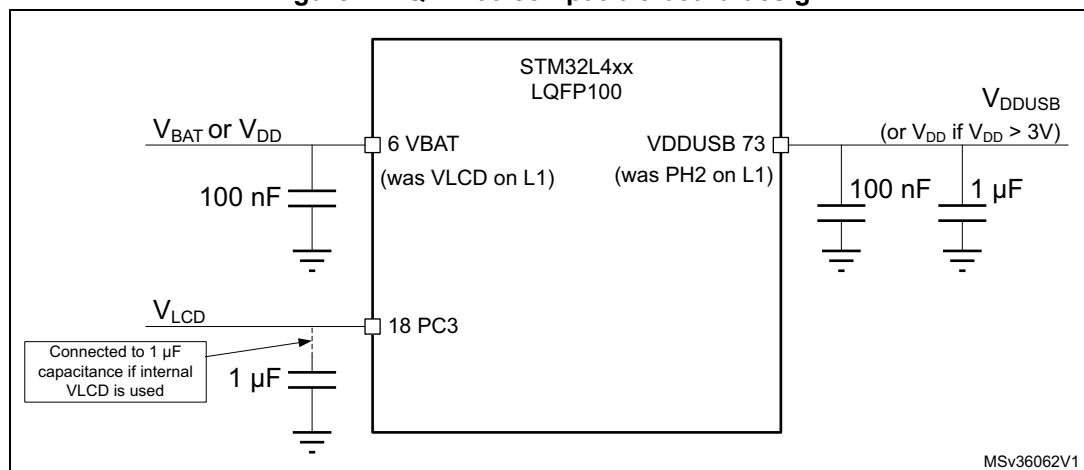 STM32L4xx
LQFP100
VBAT or VDD
6 VBAT
(was VLCD on L1)
100 nF
VDDUSB 73
(was PH2 on L1)
VDDUSB
(or VDD if VDD > 3V)
100 nF
1 µF
VLCD
18 PC3
Connected to 1 µF
capacitance if internal
VLCD is used
1 µF
MSv36062V1